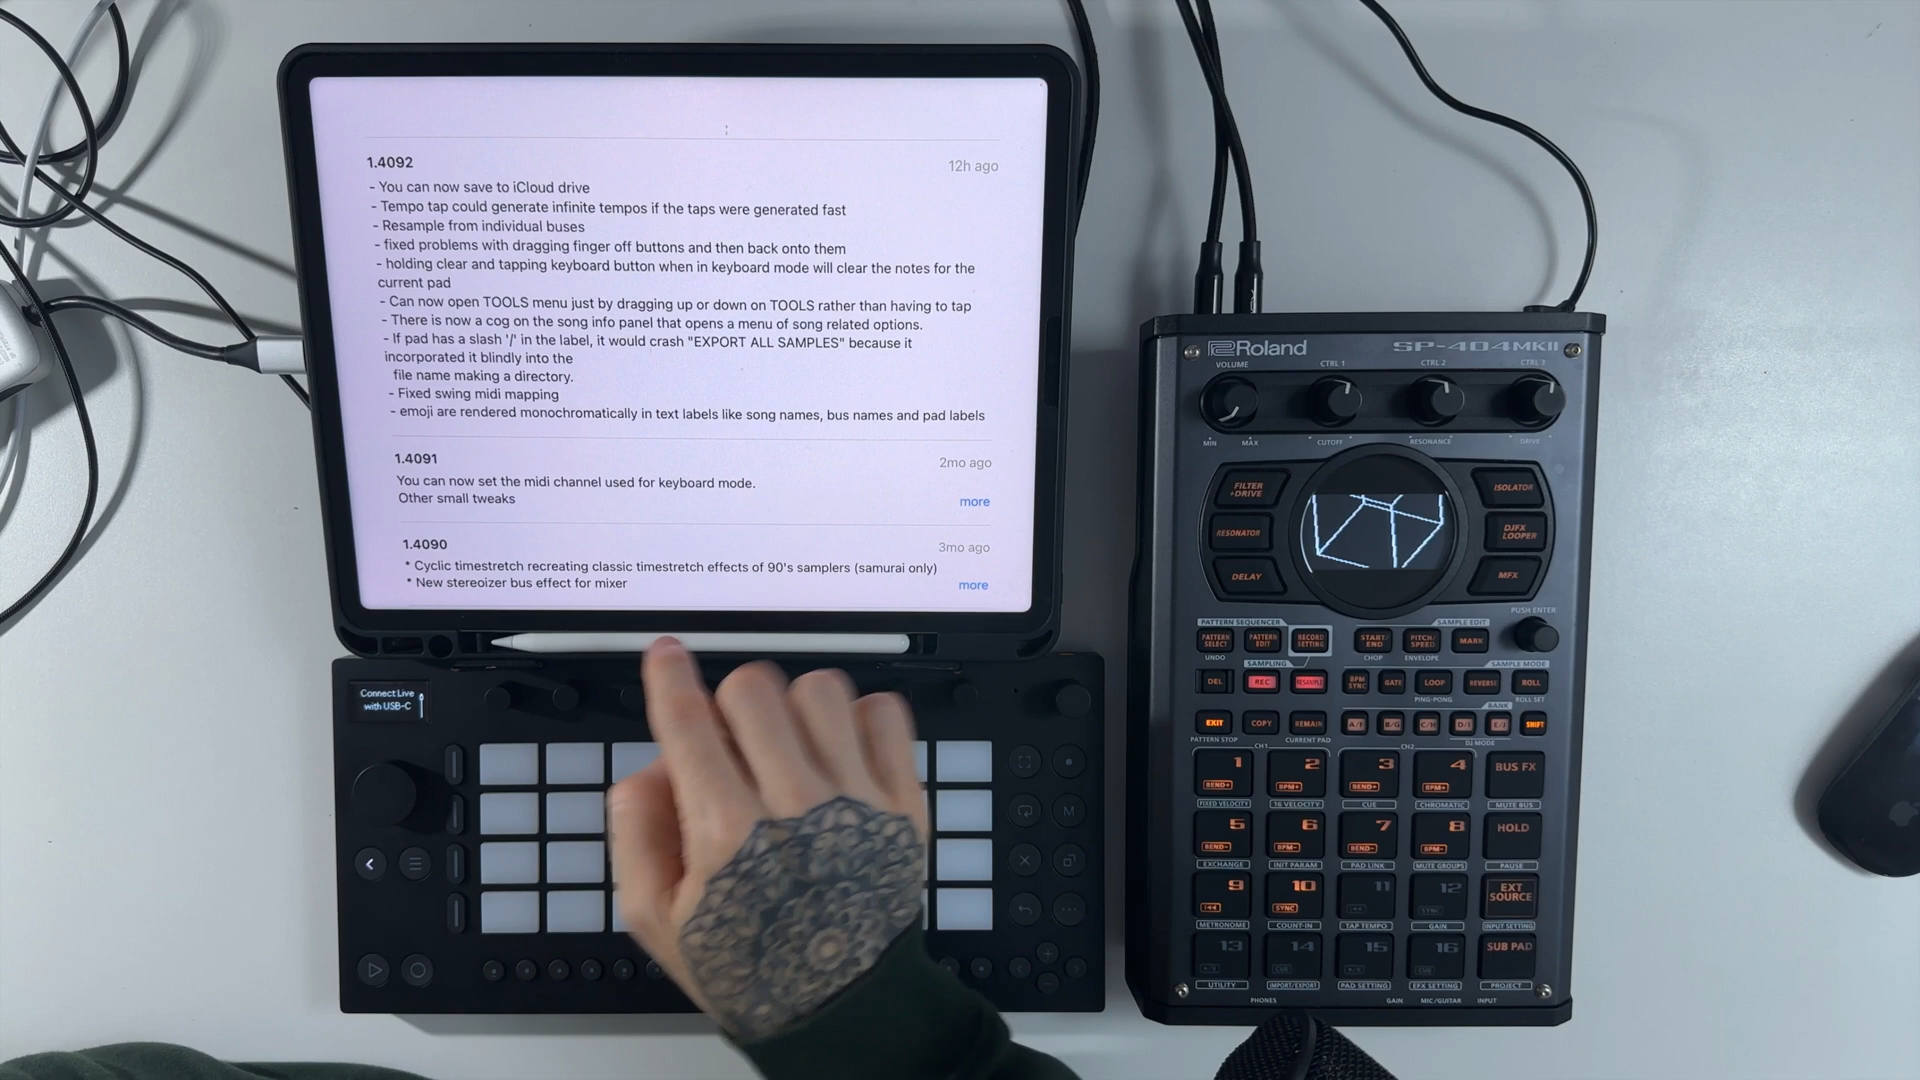 1.4092
12h ago
- You can now save to iCloud drive
- Tempo tap could generate infinite tempos if the taps were generated fast
- Resample from individual buses
- fixed problems with dragging finger off buttons and then back onto them
- holding clear and tapping keyboard button when in keyboard mode will clear the notes for the
current pad
- Can now open TOOLS menu just by dragging up or down on TOOLS rather than having to tap
- There is now a cog on the song info panel that opens a menu of song related options.
- If pad has a slash '/' in the label, it would crash "EXPORT ALL SAMPLES" because it
incorporated it blindly into the
file name making a directory.
- Fixed swing midi mapping
- emoji are rendered monochromatically in text labels like song names, bus names and pad labels
1.4091
2mo ago
You can now set the midi channel used for keyboard mode.
Other small tweaks
more
1.4090
3mo ago
* Cyclic timestretch recreating classic timestretch effects of 90's samplers (samurai only)
* New stereoizer bus effect for mixer
more
Connect Live
with USB-C
M
Roland
SP-404MKII
VOLUME
CTRL 1
CTRL 2
CTRL 3
MIN
MAX
CUTOFF
RESONANCE
DRIVE
FILTER
+DRIVE
ISOLATOR
RESONATOR
DJFX
LOOPER
DELAY
MFX
PUSH ENTER
PATTERN SEQUENCER
SAMPLE EDIT
PATTERN
SELECT
PATTERN
EDIT
RECORD
SETTING
START/
END
PITCH/
SPEED
MARK
UNDO
CHOP
ENVELOPE
SAMPLING
SAMPLE MODE
DEL
REC
RESAMPLE
BPM
SYNC
GATE
LOOP
REVERSE
ROLL
PING-PONG
ROLL SET
BANK
EXIT
COPY
REMAIN
A/F
B/G
C/H
D/I
E/J
SHIFT
PATTERN STOP
CURRENT PAD
DJ MODE
CH1
CH2
1
2
3
4
BUS FX
BEND+
BPM+
BEND+
BPM+
FIXED VELOCITY
16 VELOCITY
CUE
CHROMATIC
MUTE BUS
5
6
7
8
HOLD
BEND-
BPM-
BEND-
BPM-
EXCHANGE
INIT PARAM
PAD LINK
MUTE GROUPS
PAUSE
9
10
11
12
EXT
SOURCE
SYNC
SYNC
METRONOME
COUNT-IN
TAP TEMPO
GAIN
INPUT SETTING
13
14
15
16
SUB PAD
CUE
CUE
UTILITY
IMPORT/EXPORT
PAD SETTING
EFX SETTING
PROJECT
PHONES
GAIN
MIC/GUITAR
INPUT